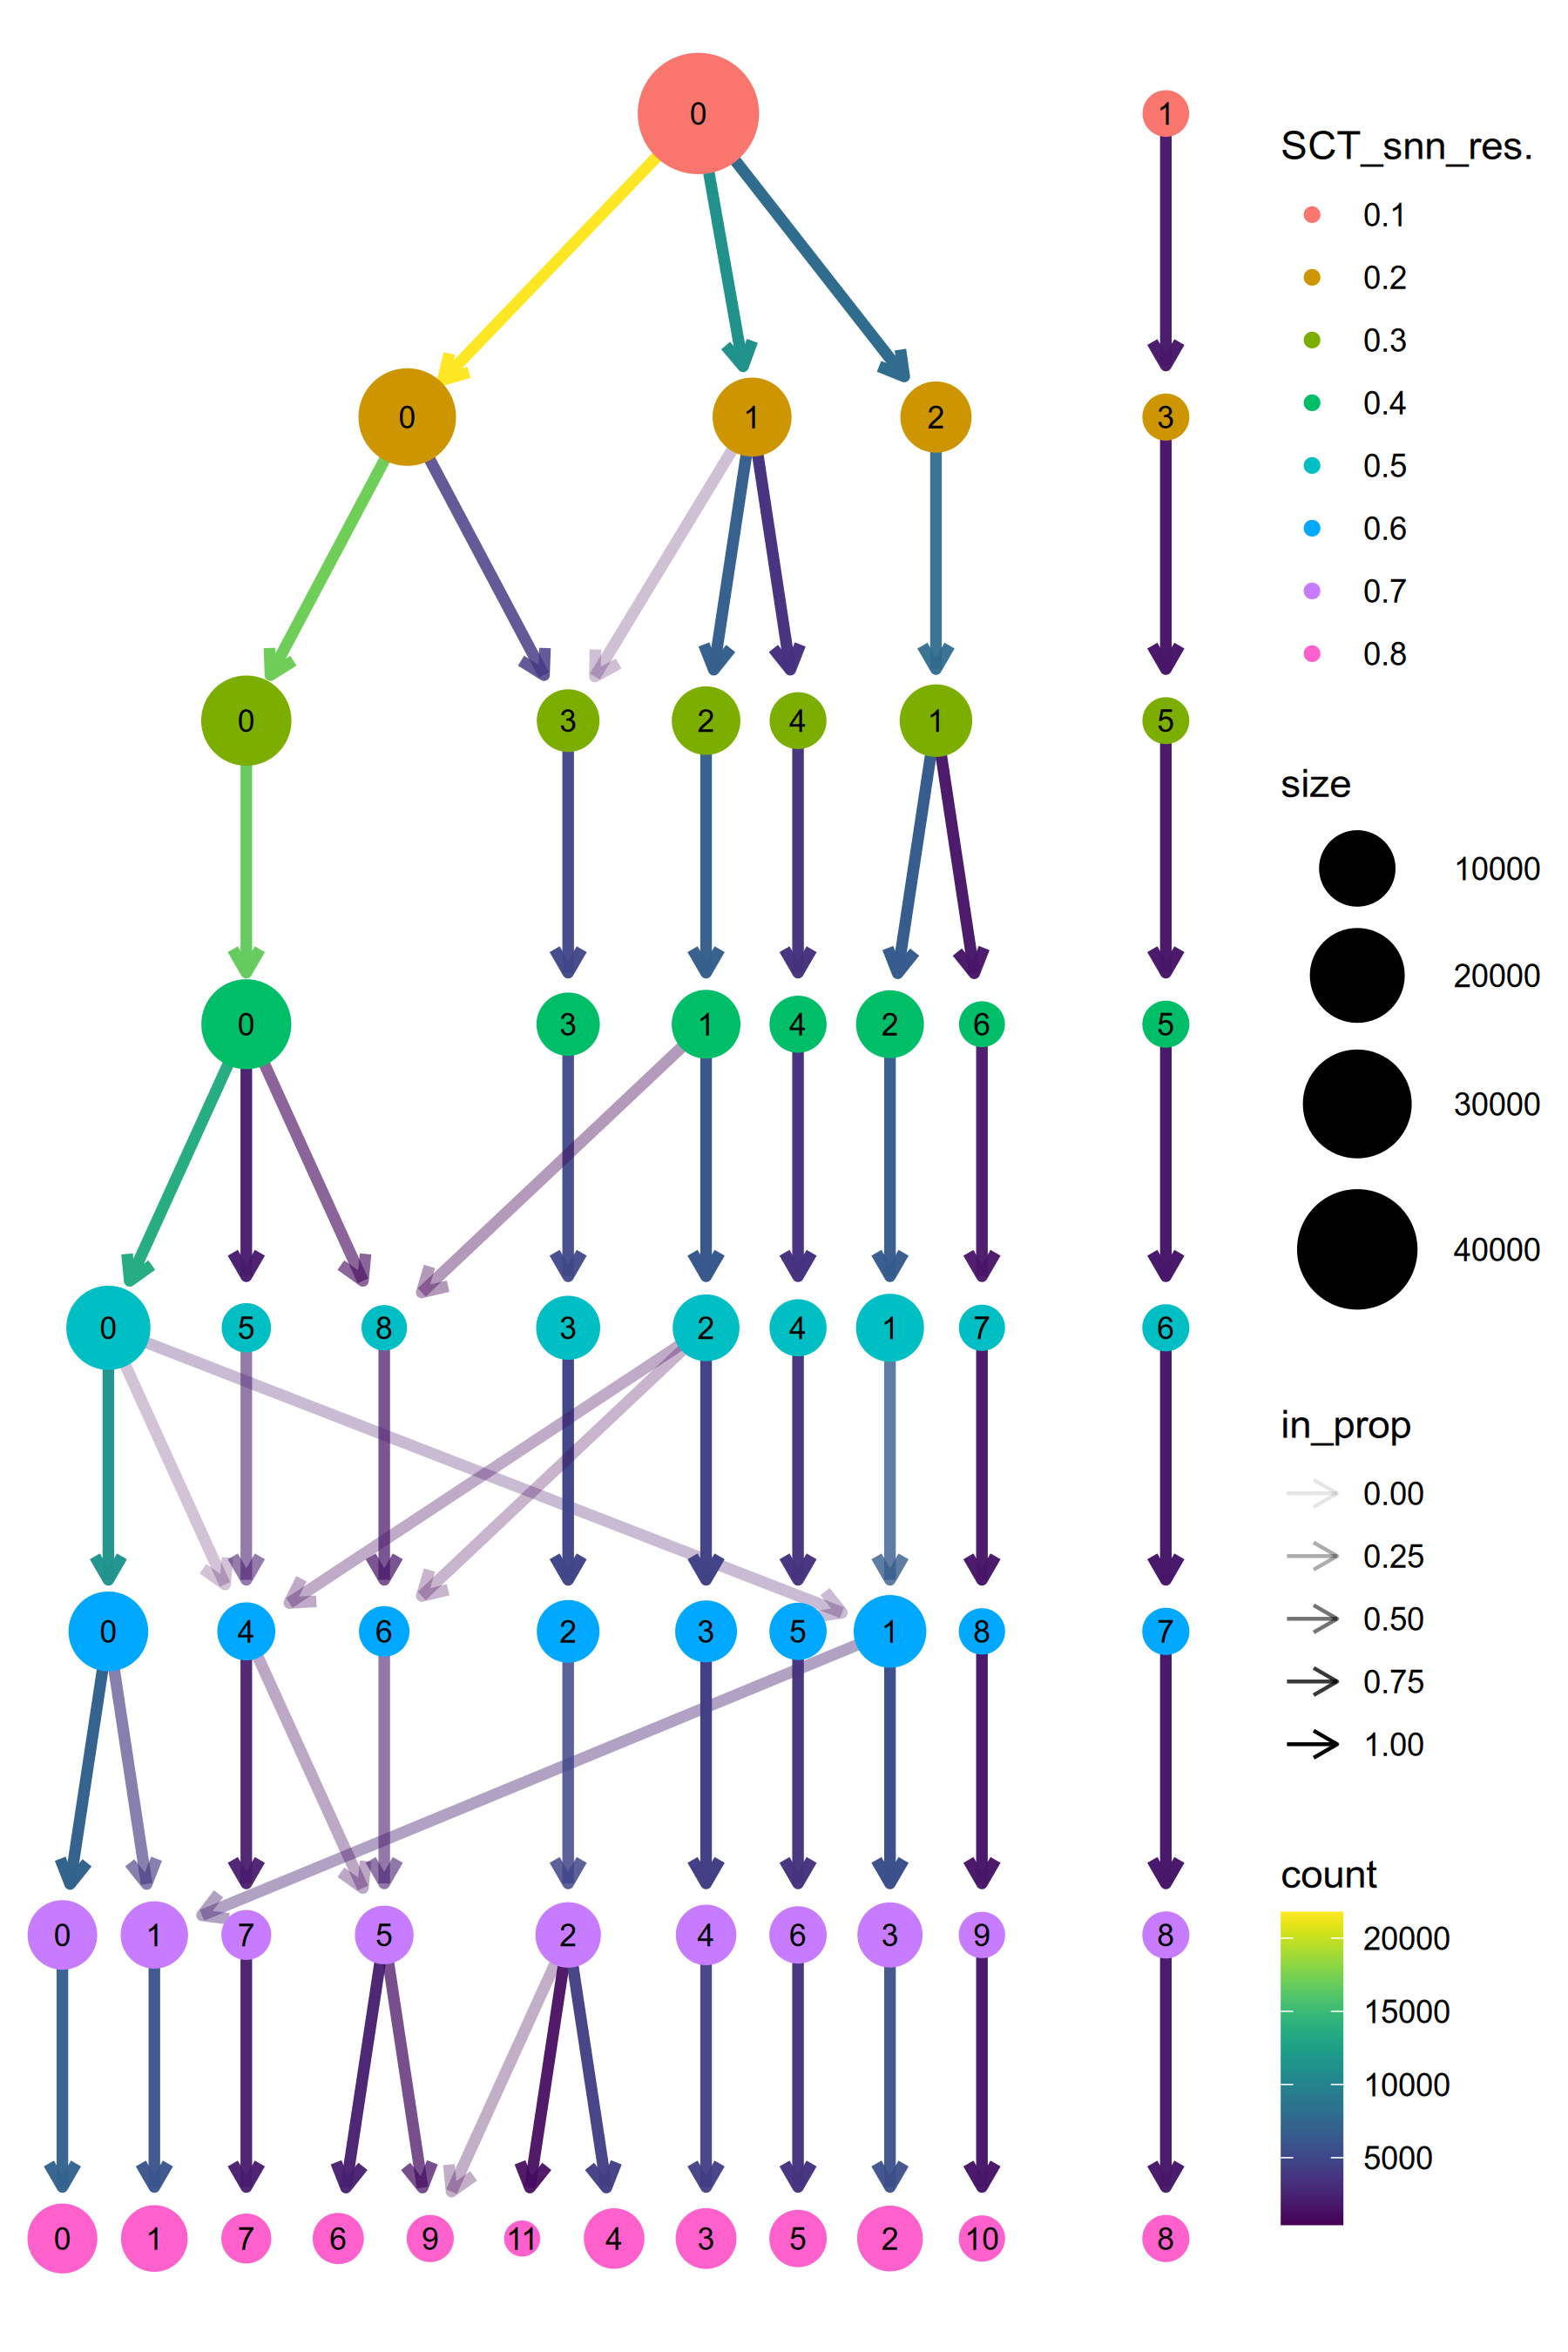 0 1
0 1 2 3
0 3 2 4 1 5
0 3 1 4 2 6 5
0 5 8 3 2 4 1 7 6
0 4 6 2 3 5 1 8 7
0 1 7 5 2 4 6 3 9 8
0 1 7 6 9 11 4 3 5 2 10 8
SCT_snn_res.
0.1
0.2
0.3
0.4
0.5
0.6
0.7
0.8
size
10000
20000
30000
40000
in_prop
0.00
0.25
0.50
0.75
1.00
count
20000
15000
10000
5000